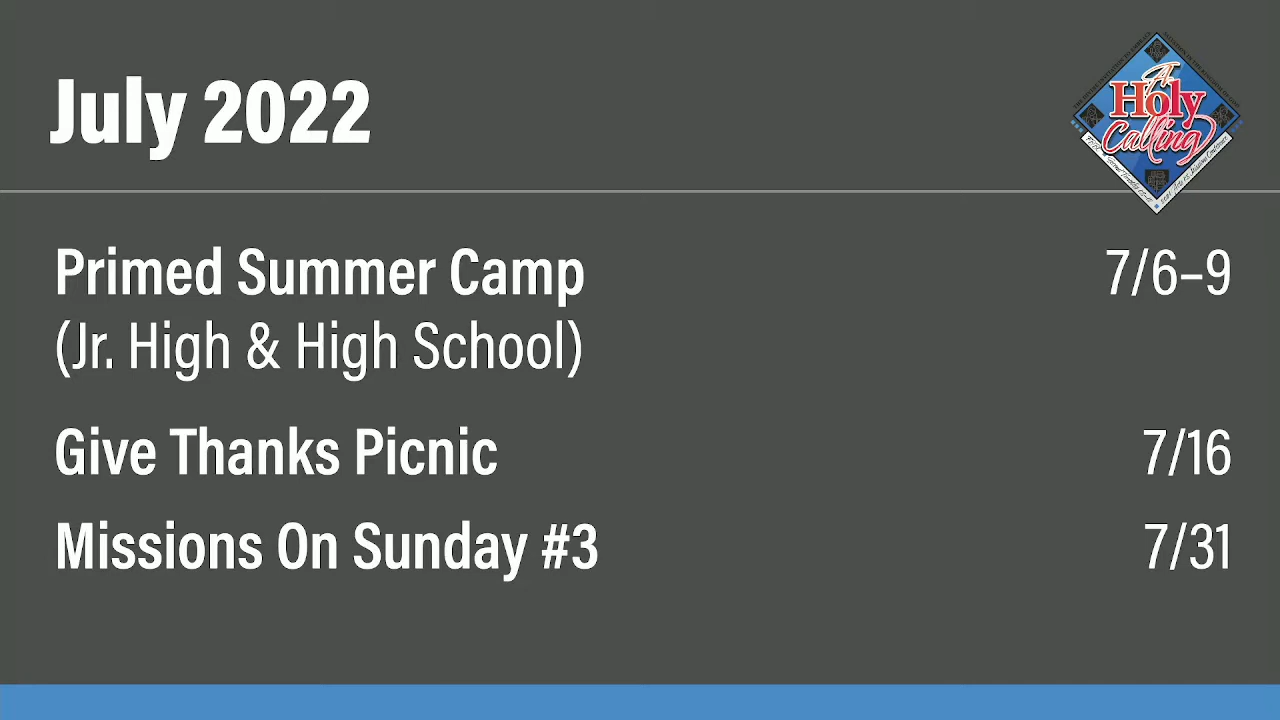 July 2022
A
Holy
Calling
Primed Summer Camp
7/6–9
(Jr. High & High School)
Give Thanks Picnic
7/16
Missions On Sunday #3
7/31